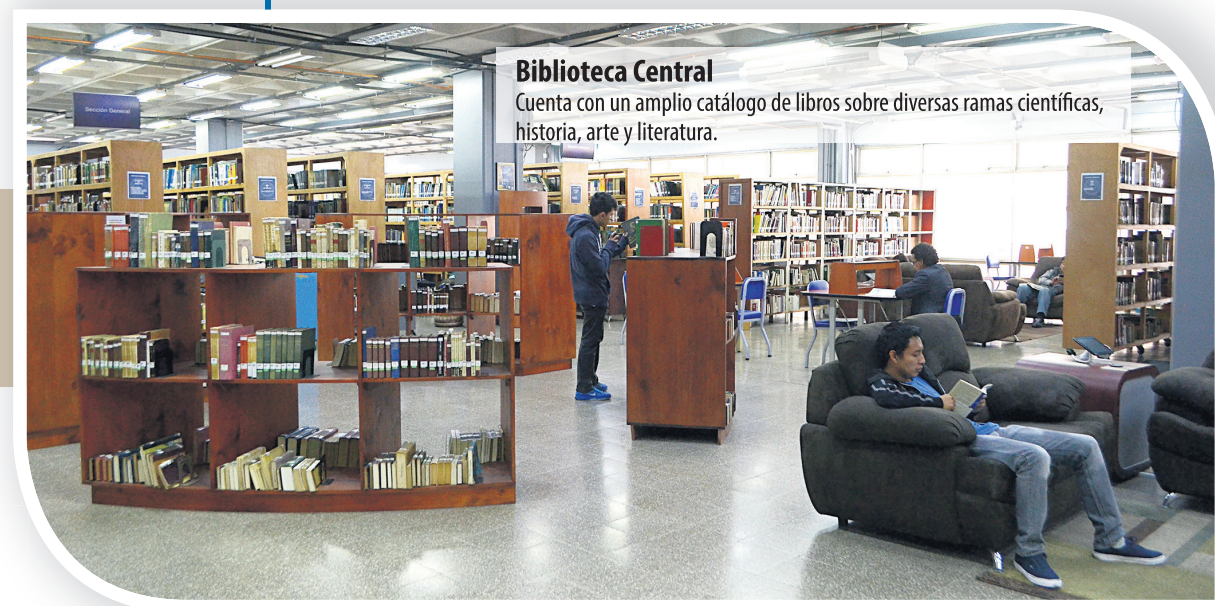 Biblioteca Central
Cuenta con un amplio catálogo de libros sobre diversas ramas científicas,
historia, arte y literatura.
Sección General